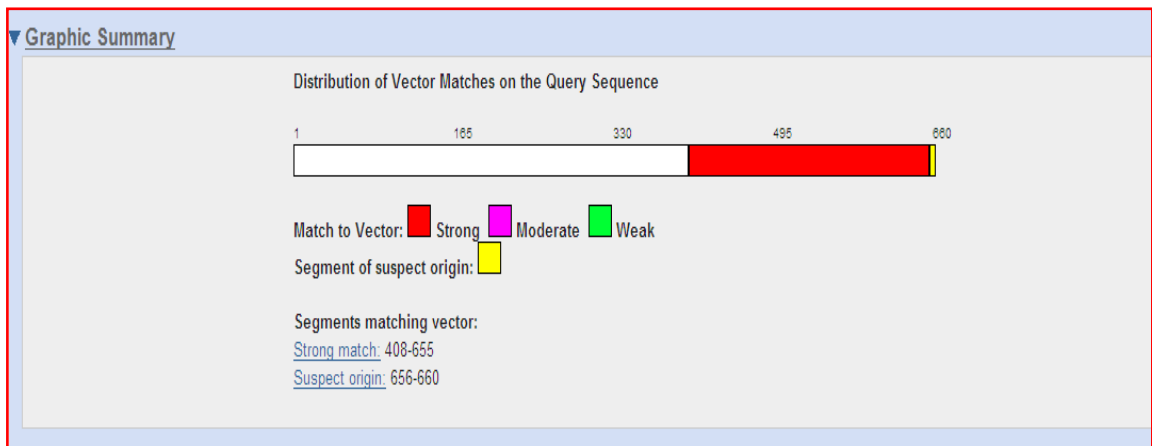 Graphic Summary
Distribution of Vector Matches on the Query Sequence
1 165 330 495 660
Match to Vector: Strong Moderate Weak
Segment of suspect origin:
Segments matching vector:
Strong match: 408-655
Suspect origin: 656-660